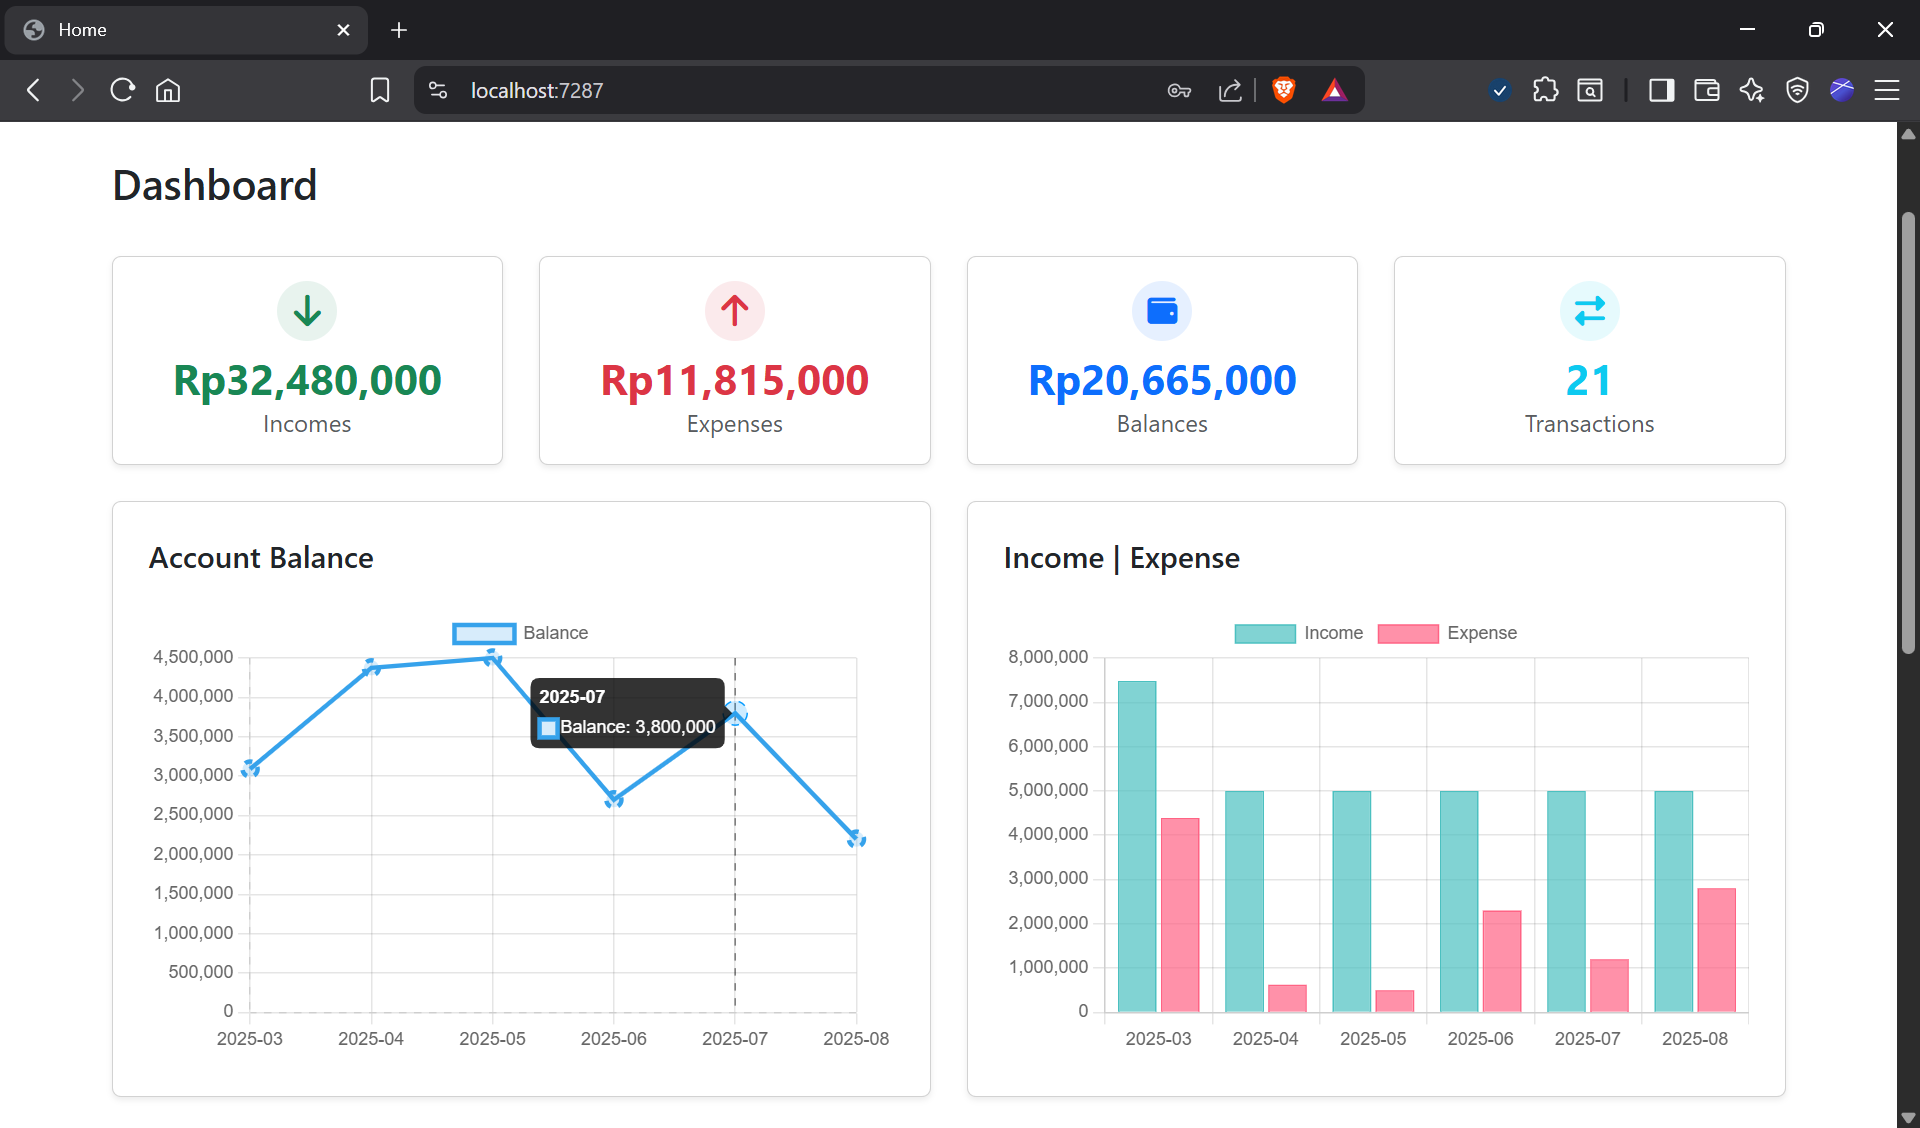 Home
localhost:7287
Dashboard
Rp32,480,000
Incomes
Rp11,815,000
Expenses
Rp20,665,000
Balances
21
Transactions
Account Balance
Balance
4,500,000
4,000,000
3,500,000
3,000,000
2,500,000
2,000,000
1,500,000
1,000,000
500,000
0
2025-07
Balance: 3,800,000
2025-03 2025-04 2025-05 2025-06 2025-07 2025-08
Income | Expense
Income Expense
8,000,000
7,000,000
6,000,000
5,000,000
4,000,000
3,000,000
2,000,000
1,000,000
0
2025-03 2025-04 2025-05 2025-06 2025-07 2025-08